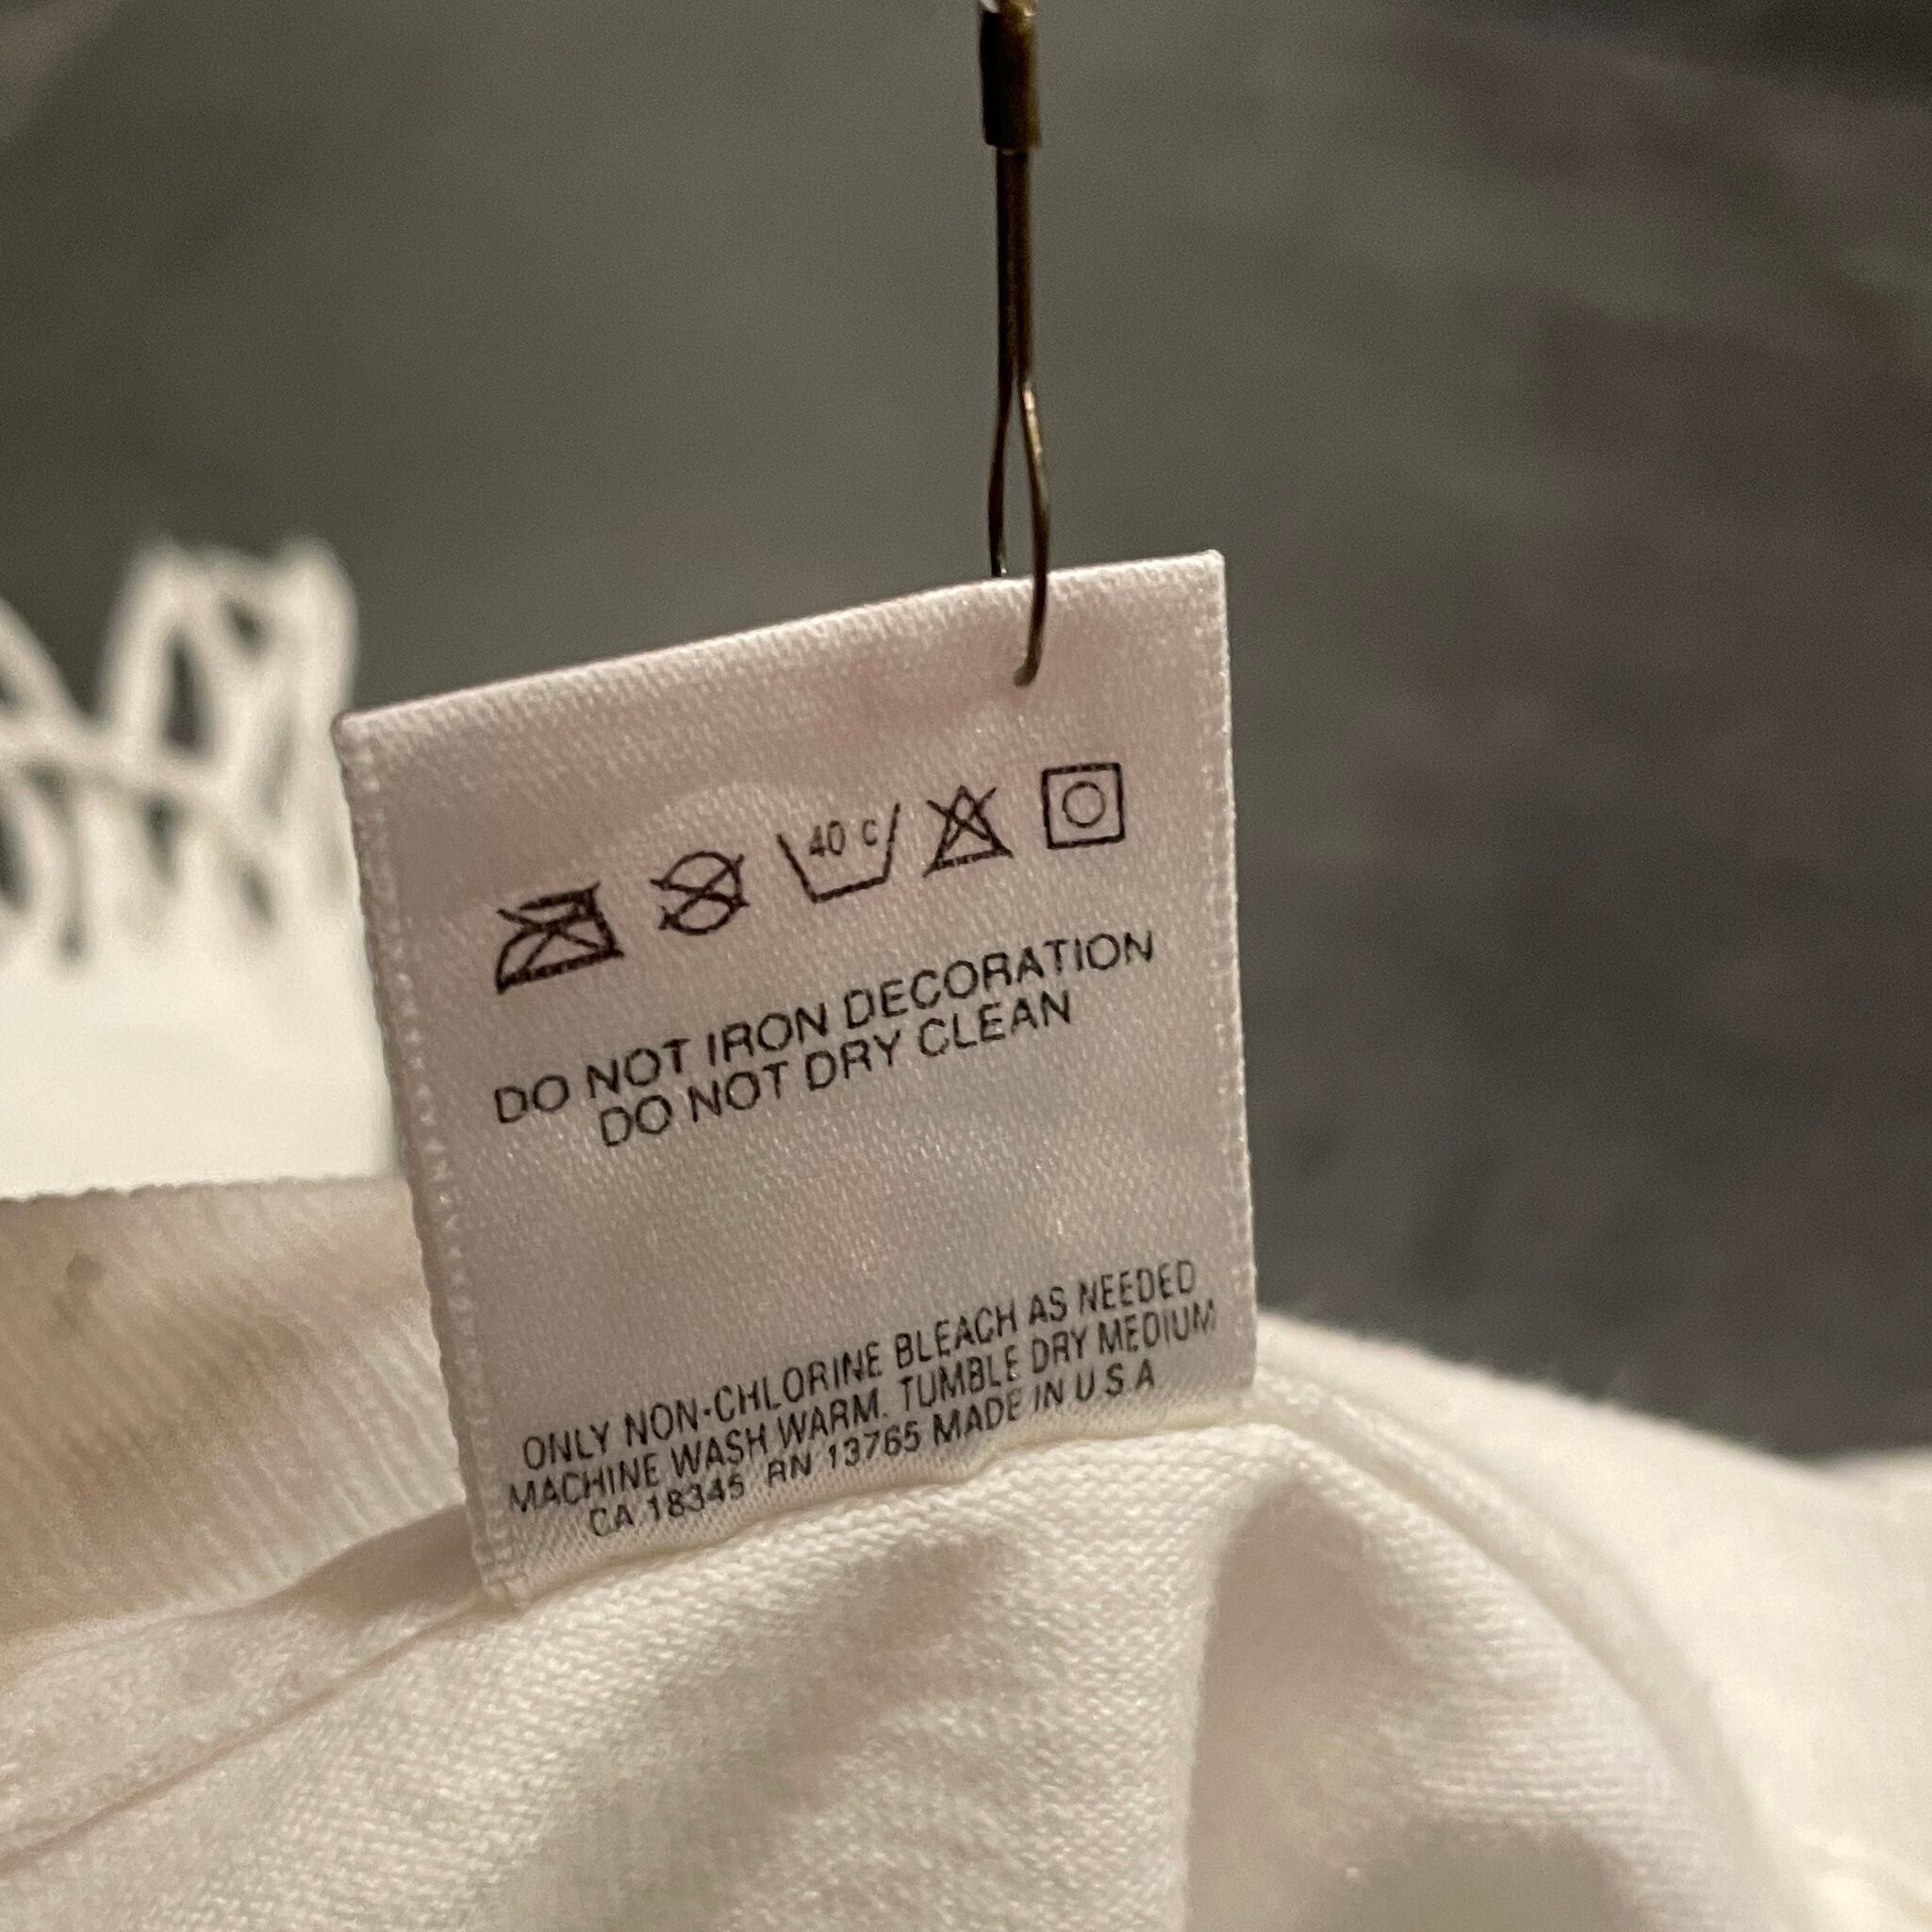 40 C
DO NOT IRON DECORATION
DO NOT DRY CLEAN
ONLY NON-CHLORINE BLEACH AS NEEDED
MACHINE WASH WARM. TUMBLE DRY MEDIUM
CA 18345 RN 13765 MADE IN U S A